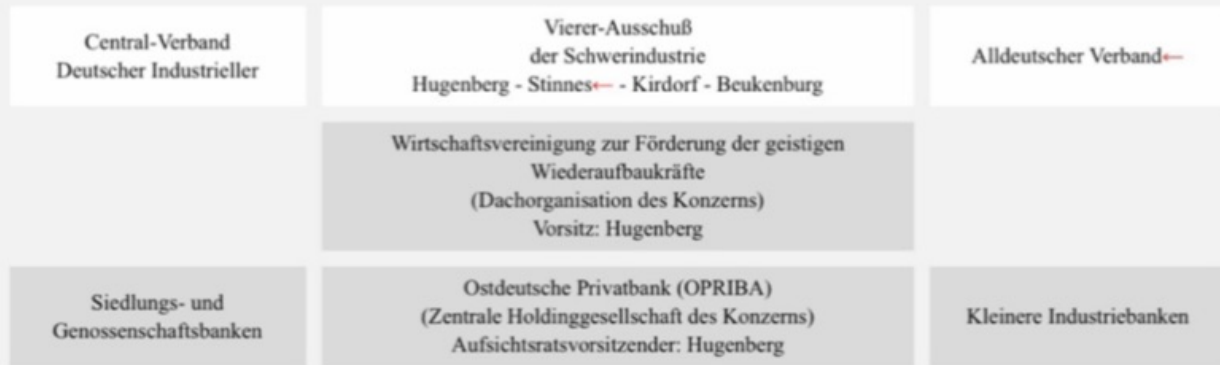 Central-Verband
Deutscher Industrieller
Vierer-Ausschuß
der Schwerindustrie
Hugenberg - Stinnes← - Kirdorf - Beukenburg
Alldeutscher Verband←
Wirtschaftsvereinigung zur Förderung der geistigen
Wiederaufbaukräfte
(Dachorganisation des Konzerns)
Vorsitz: Hugenberg
Siedlungs- und
Genossenschaftsbanken
Ostdeutsche Privatbank (OPRIBA)
(Zentrale Holdinggesellschaft des Konzerns)
Aufsichtsratsvorsitzender: Hugenberg
Kleinere Industriebanken